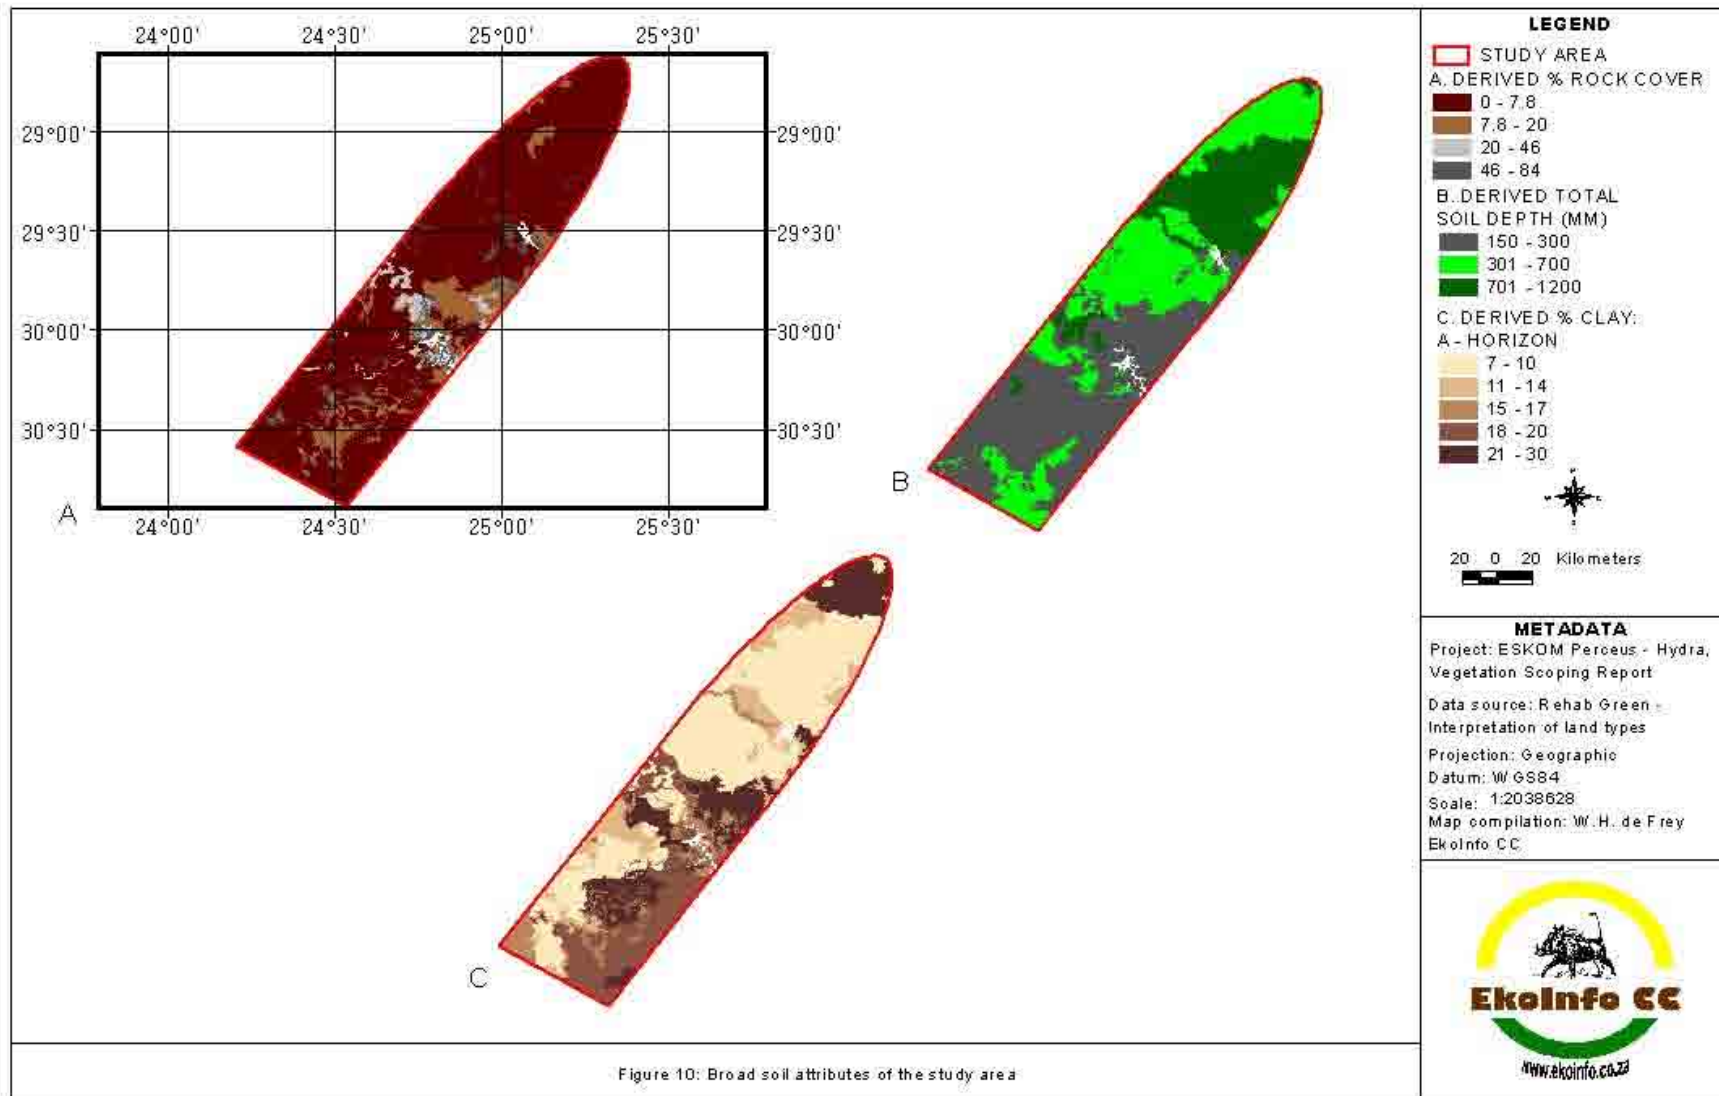 24°00' 24°30' 25°00' 25°30'
29°00' 29°00'
29°30' 29°30'
30°00' 30°00'
30°30' 30°30'
A
24°00' 24°30' 25°00' 25°30'
B
C
Figure 10: Broad soil attributes of the study area
LEGEND
STUDY AREA
A. DERIVED % ROCK COVER
0 - 7.8
7.8 - 20
20 - 46
46 - 84
B. DERIVED TOTAL
SOIL DEPTH (MM)
150 - 300
301 - 700
701 - 1200
C. DERIVED % CLAY:
A - HORIZON
7 - 10
11 - 14
15 - 17
18 - 20
21 - 30
20 0 20 Kilometers
METADATA
Project: ESKOM Perceus - Hydra,
Vegetation Scoping Report
Data source: Rehab Green -
Interpretation of land types
Projection: Geographic
Datum: WGS84
Scale: 1:2038628
Map compilation: W.H. de Frey
EkoInfo CC
EkoInfo CC
www.ekoinfo.co.za